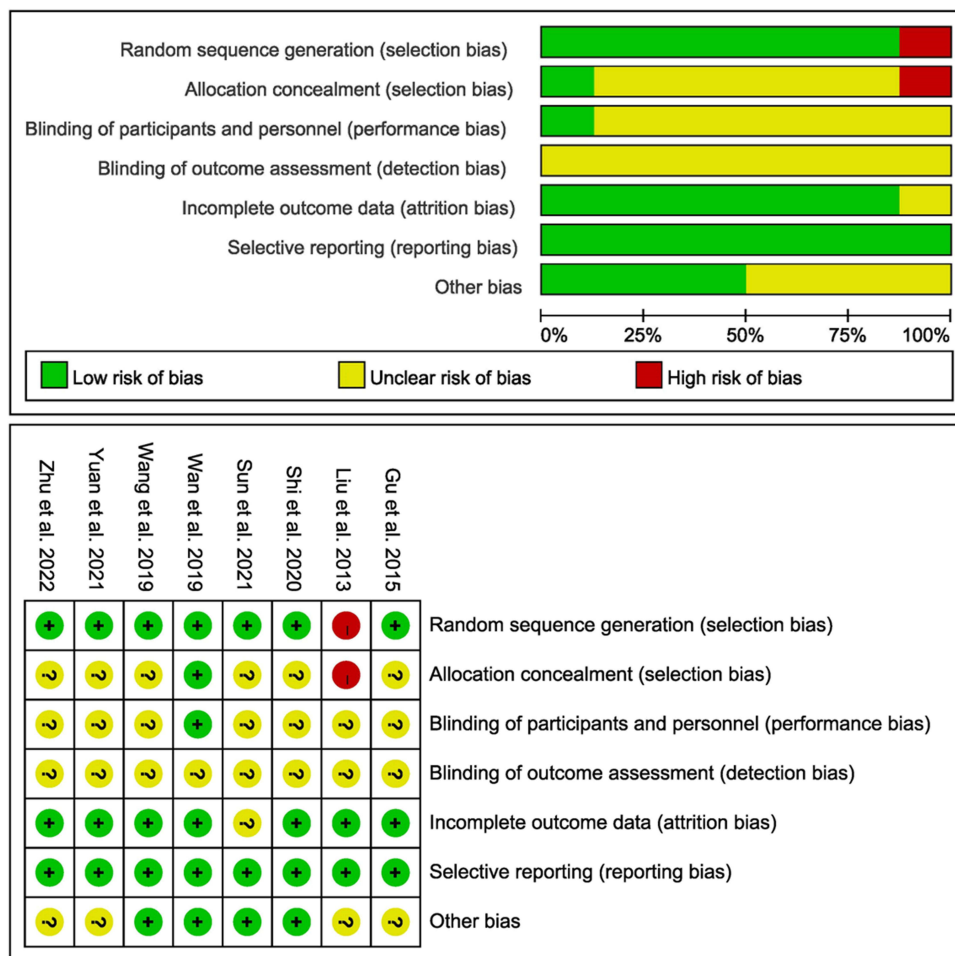 Random sequence generation (selection bias)
Allocation concealment (selection bias)
Blinding of participants and personnel (performance bias)
Blinding of outcome assessment (detection bias)
Incomplete outcome data (attrition bias)
Selective reporting (reporting bias)
Other bias
0% 25% 50% 75% 100%
Low risk of bias Unclear risk of bias High risk of bias
Zhu et al. 2022
Yuan et al. 2021
Wang et al. 2019
Wan et al. 2019
Sun et al. 2021
Shi et al. 2020
Liu et al. 2013
Gu et al. 2015
+ + + + + + - + Random sequence generation (selection bias)
? ? ? + ? ? - ? Allocation concealment (selection bias)
? ? ? + ? ? ? ? Blinding of participants and personnel (performance bias)
? ? ? ? ? ? ? ? Blinding of outcome assessment (detection bias)
+ + + + ? + + + Incomplete outcome data (attrition bias)
+ + + + + + + + Selective reporting (reporting bias)
? ? + + + + ? ? Other bias